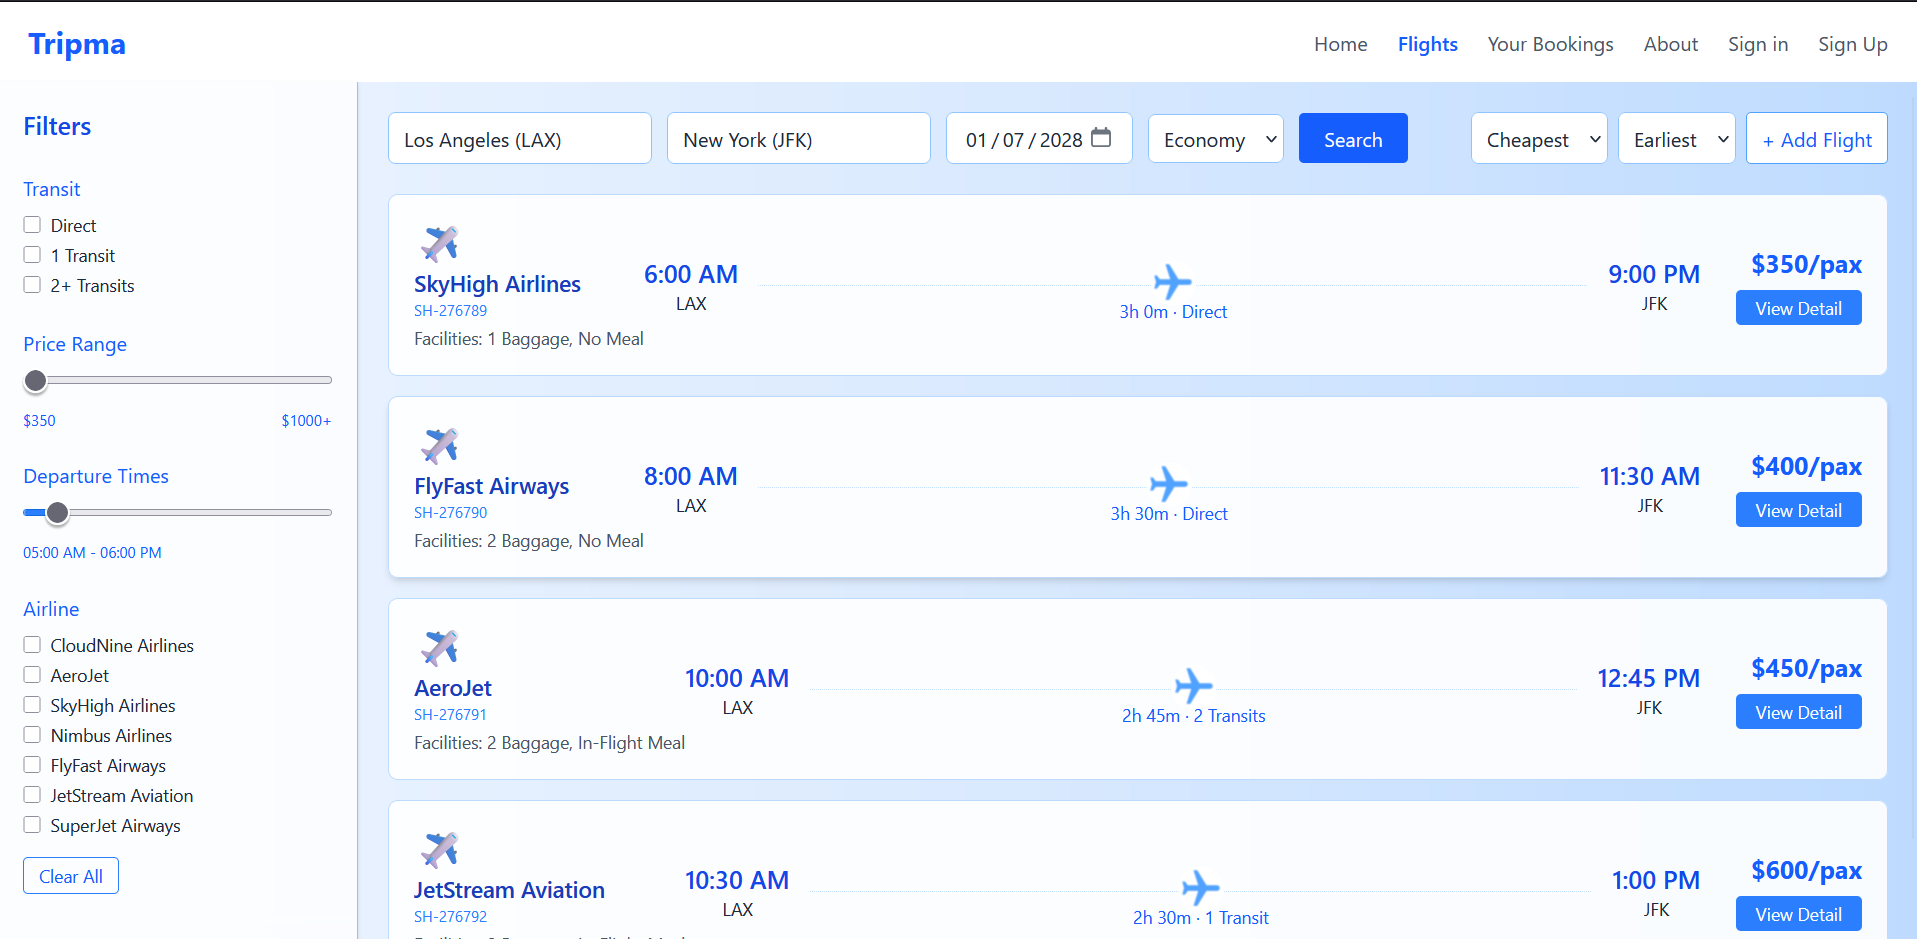 Tripma
Home Flights Your Bookings About Sign in Sign Up
Filters
Transit
Direct
1 Transit
2+ Transits
Price Range
$350 $1000+
Departure Times
05:00 AM - 06:00 PM
Airline
CloudNine Airlines
AeroJet
SkyHigh Airlines
Nimbus Airlines
FlyFast Airways
JetStream Aviation
SuperJet Airways
Clear All
Los Angeles (LAX) New York (JFK) 01/07/2028 Economy Search Cheapest Earliest + Add Flight
SkyHigh Airlines
SH-276789
Facilities: 1 Baggage, No Meal
6:00 AM
LAX
3h 0m · Direct
9:00 PM
JFK
$350/pax
View Detail
FlyFast Airways
SH-276790
Facilities: 2 Baggage, No Meal
8:00 AM
LAX
3h 30m · Direct
11:30 AM
JFK
$400/pax
View Detail
AeroJet
SH-276791
Facilities: 2 Baggage, In-Flight Meal
10:00 AM
LAX
2h 45m · 2 Transits
12:45 PM
JFK
$450/pax
View Detail
JetStream Aviation
SH-276792
10:30 AM
LAX
2h 30m · 1 Transit
1:00 PM
JFK
$600/pax
View Detail